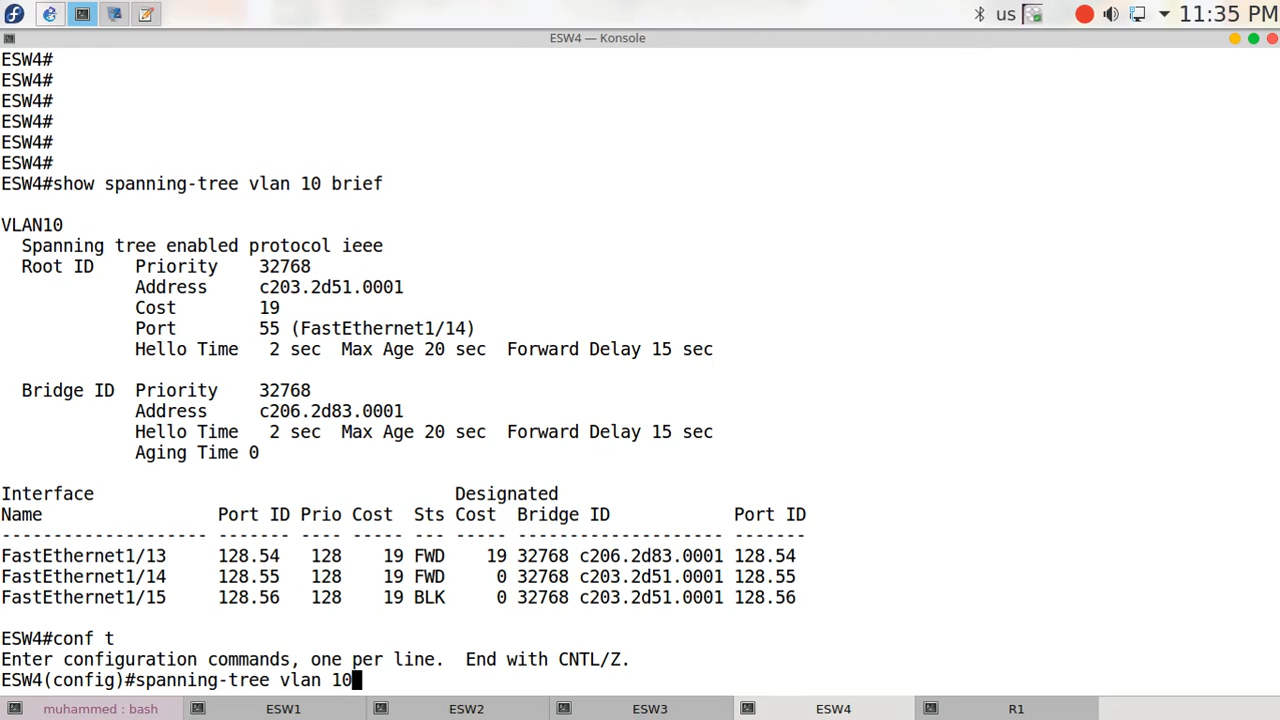 us
11:35 PM
ESW4 — Konsole
ESW4#
ESW4#
ESW4#
ESW4#
ESW4#
ESW4#
ESW4#show spanning-tree vlan 10 brief
VLAN10
  Spanning tree enabled protocol ieee
  Root ID    Priority    32768
             Address     c203.2d51.0001
             Cost        19
             Port        55 (FastEthernet1/14)
             Hello Time   2 sec  Max Age 20 sec  Forward Delay 15 sec
  Bridge ID  Priority    32768
             Address     c206.2d83.0001
             Hello Time   2 sec  Max Age 20 sec  Forward Delay 15 sec
             Aging Time 0
Interface                                   Designated
Name                 Port ID Prio Cost  Sts Cost  Bridge ID            Port ID
-------------------- ------- ---- ----- --- ----- -------------------- -------
FastEthernet1/13     128.54   128    19 FWD    19 32768 c206.2d83.0001 128.54
FastEthernet1/14     128.55   128    19 FWD     0 32768 c203.2d51.0001 128.55
FastEthernet1/15     128.56   128    19 BLK     0 32768 c203.2d51.0001 128.56
ESW4#conf t
Enter configuration commands, one per line.  End with CNTL/Z.
ESW4(config)#spanning-tree vlan 10
muhammed : bash
ESW1
ESW2
ESW3
ESW4
R1